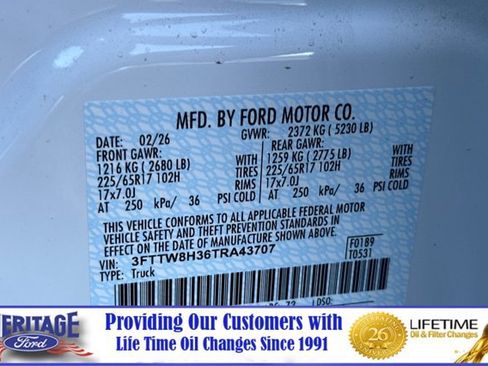 MFD. BY FORD MOTOR CO.
DATE: 02/26 GVWR: 2372 KG ( 5230 LB)
FRONT GAWR: REAR GAWR:
1216 KG ( 2680 LB) WITH 1259 KG ( 2775 LB) WITH
225/65R17 102H TIRES 225/65R17 102H TIRES
17x7.0J RIMS 17x7.0J RIMS
AT 250 kPa/ 36 PSI COLD AT 250 kPa/ 36 PSI COLD
THIS VEHICLE CONFORMS TO ALL APPLICABLE FEDERAL MOTOR
VEHICLE SAFETY AND THEFT PREVENTION STANDARDS IN
EFFECT ON THE DATE OF MANUFACTURE SHOWN ABOVE.
VIN: 3FTTW8H36TRA43707 F0189
TYPE: Truck T0531
HERITAGE
Ford
Providing Our Customers with
Life Time Oil Changes Since 1991
26
LIFETIME
Oil & Filter Changes